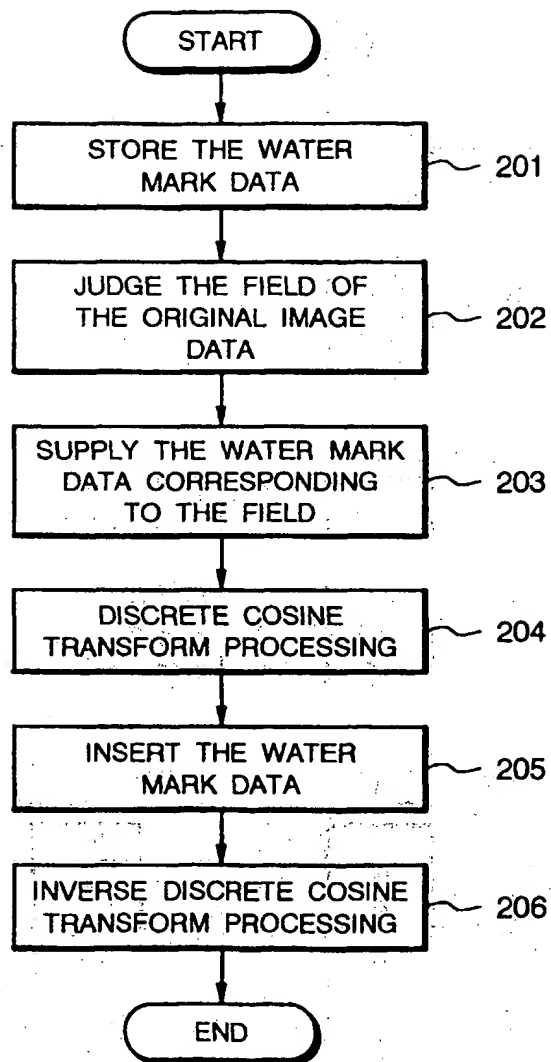 START
STORE THE WATER
MARK DATA
201
JUDGE THE FIELD OF
THE ORIGINAL IMAGE
DATA
202
SUPPLY THE WATER MARK
DATA CORRESPONDING
TO THE FIELD
203
DISCRETE COSINE
TRANSFORM PROCESSING
204
INSERT THE WATER
MARK DATA
205
INVERSE DISCRETE COSINE
TRANSFORM PROCESSING
206
END